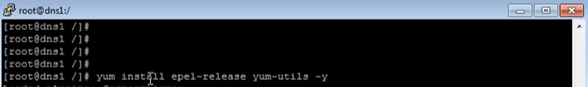 root@dns1:/
[root@dns1 /]#
[root@dns1 /]#
[root@dns1 /]#
[root@dns1 /]#
[root@dns1 /]# yum install epel-release yum-utils -y